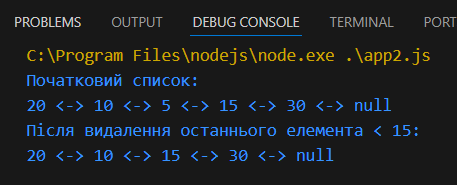 PROBLEMS OUTPUT DEBUG CONSOLE TERMINAL PORT
C:\Program Files\nodejs\node.exe .\app2.js
Початковий список:
20 <-> 10 <-> 5 <-> 15 <-> 30 <-> null
Після видалення останнього елемента < 15:
20 <-> 10 <-> 15 <-> 30 <-> null